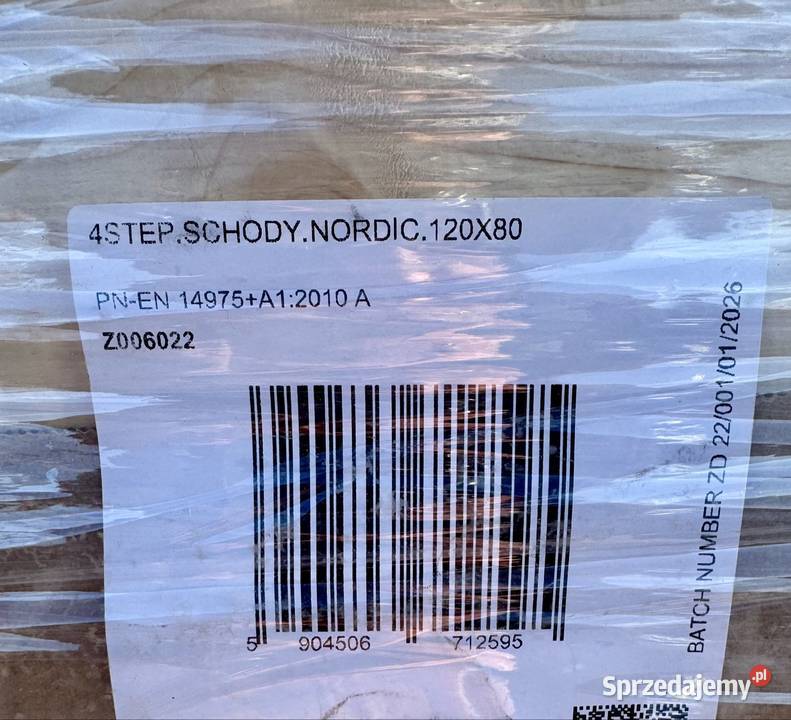 4STEP.SCHODY.NORDIC.120X80
PN-EN 14975+A1:2010 A
Z006022
5 904506 712595
BATCH NUMBER ZD 22/001/01/2026
Sprzedajemy.pl